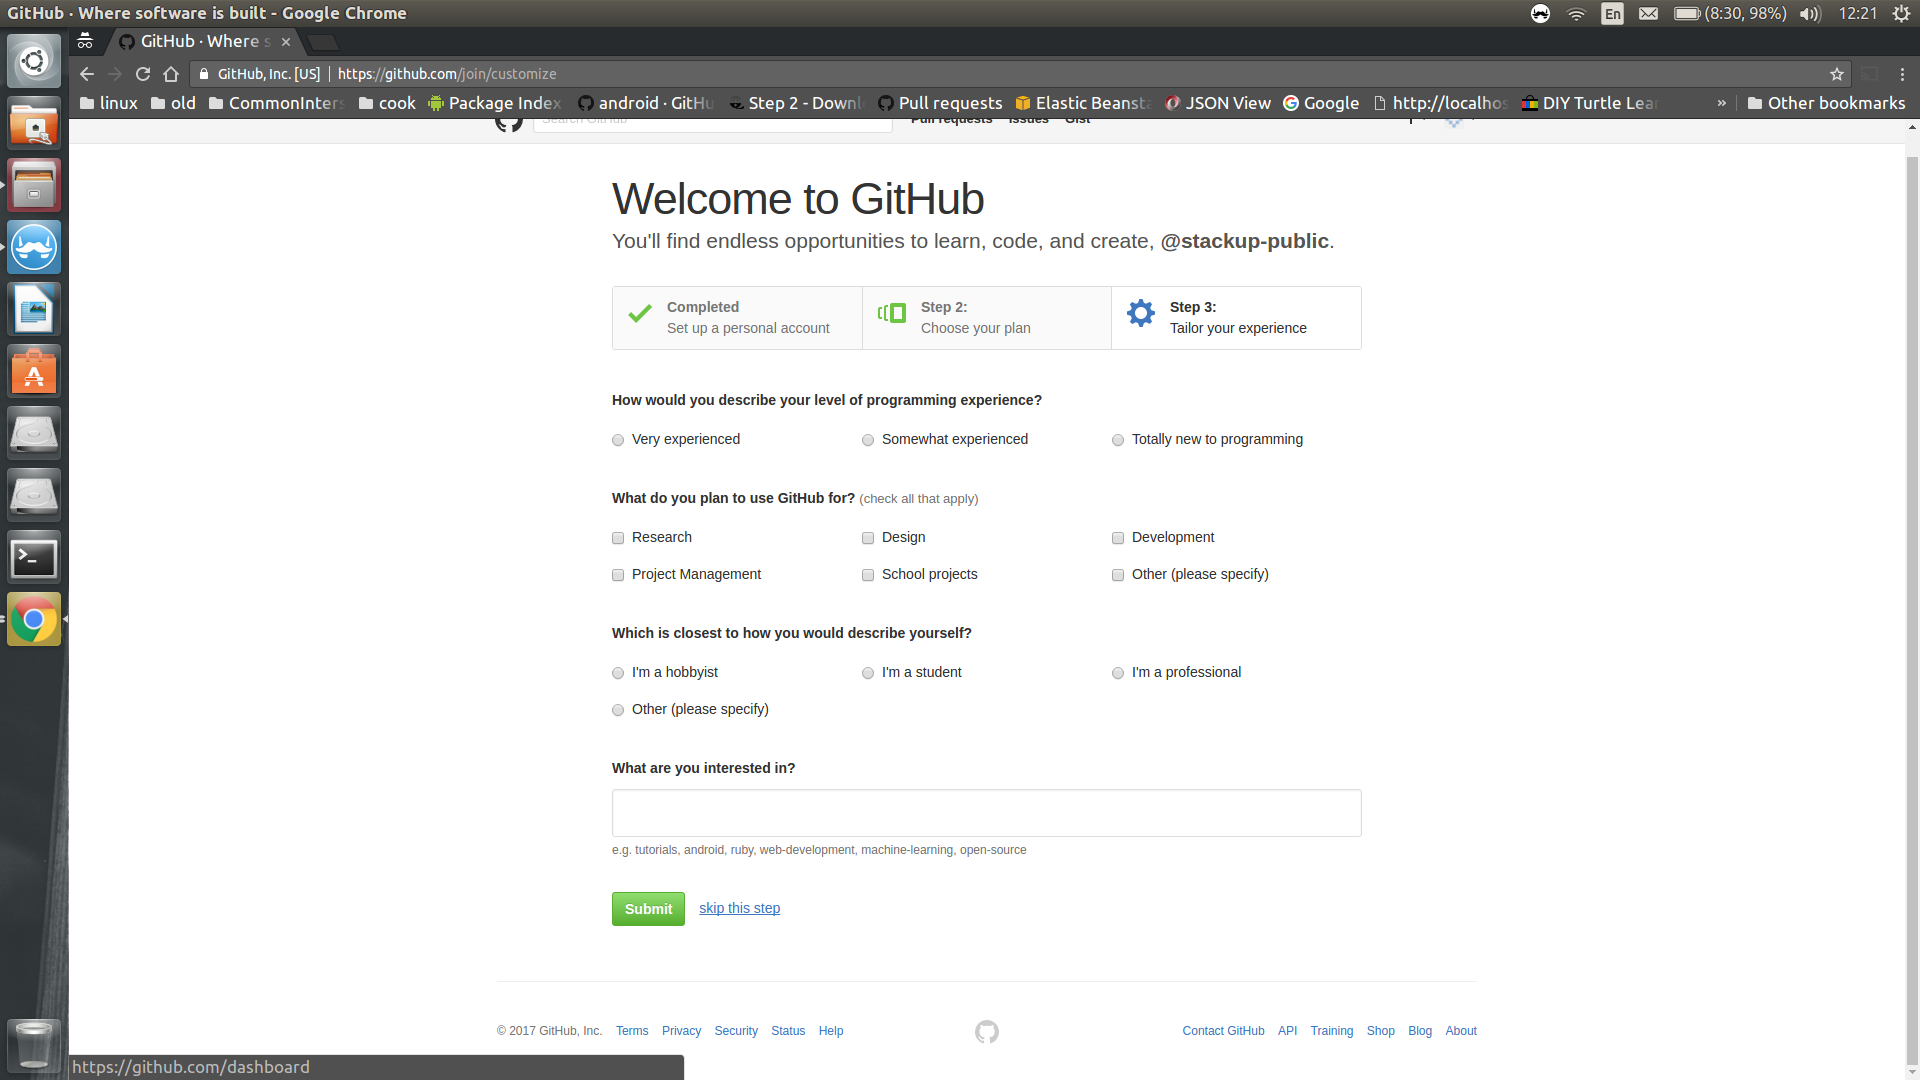 GitHub · Where software is built - Google Chrome
En
(8:30, 98%)
12:21
GitHub · Where s
GitHub, Inc. [US]
https://github.com/join/customize
linux
old
CommonInters
cook
Package Index
android · GitHu
Step 2 - Downl
Pull requests
Elastic Beansta
JSON View
Google
http://localhos
DIY Turtle Lear
»
Other bookmarks
Search GitHub
Pull requests
Issues
Gist
Welcome to GitHub
You'll find endless opportunities to learn, code, and create, @stackup-public.
Completed
Set up a personal account
Step 2:
Choose your plan
Step 3:
Tailor your experience
How would you describe your level of programming experience?
Very experienced
Somewhat experienced
Totally new to programming
What do you plan to use GitHub for? (check all that apply)
Research
Design
Development
Project Management
School projects
Other (please specify)
Which is closest to how you would describe yourself?
I'm a hobbyist
I'm a student
I'm a professional
Other (please specify)
What are you interested in?
e.g. tutorials, android, ruby, web-development, machine-learning, open-source
Submit
skip this step
© 2017 GitHub, Inc.
Terms
Privacy
Security
Status
Help
Contact GitHub
API
Training
Shop
Blog
About
https://github.com/dashboard